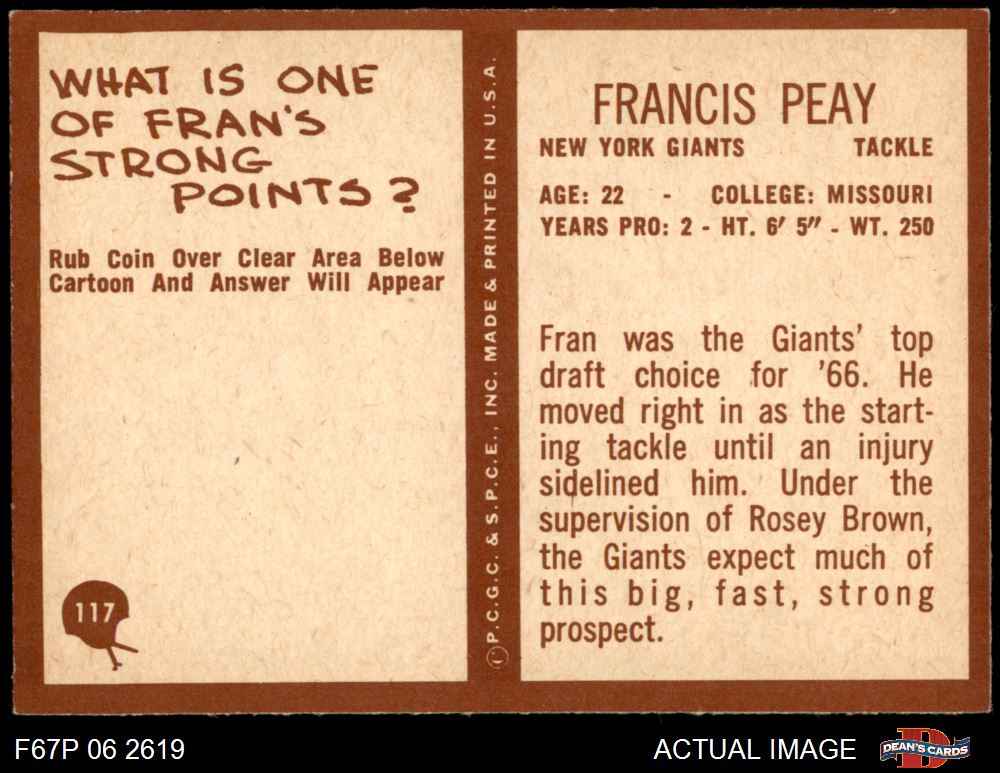 WHAT IS ONE
OF FRAN'S
STRONG
POINTS?
Rub Coin Over Clear Area Below
Cartoon And Answer Will Appear
117
©P.C.G.C. & S.P.C.E., INC. MADE & PRINTED IN U.S.A.
FRANCIS PEAY
NEW YORK GIANTS TACKLE
AGE: 22 - COLLEGE: MISSOURI
YEARS PRO: 2 - HT. 6' 5" - WT. 250
Fran was the Giants' top
draft choice for '66. He
moved right in as the start-
ing tackle until an injury
sidelined him. Under the
supervision of Rosey Brown,
the Giants expect much of
this big, fast, strong
prospect.
F67P 06 2619
ACTUAL IMAGE
DEAN'S CARDS